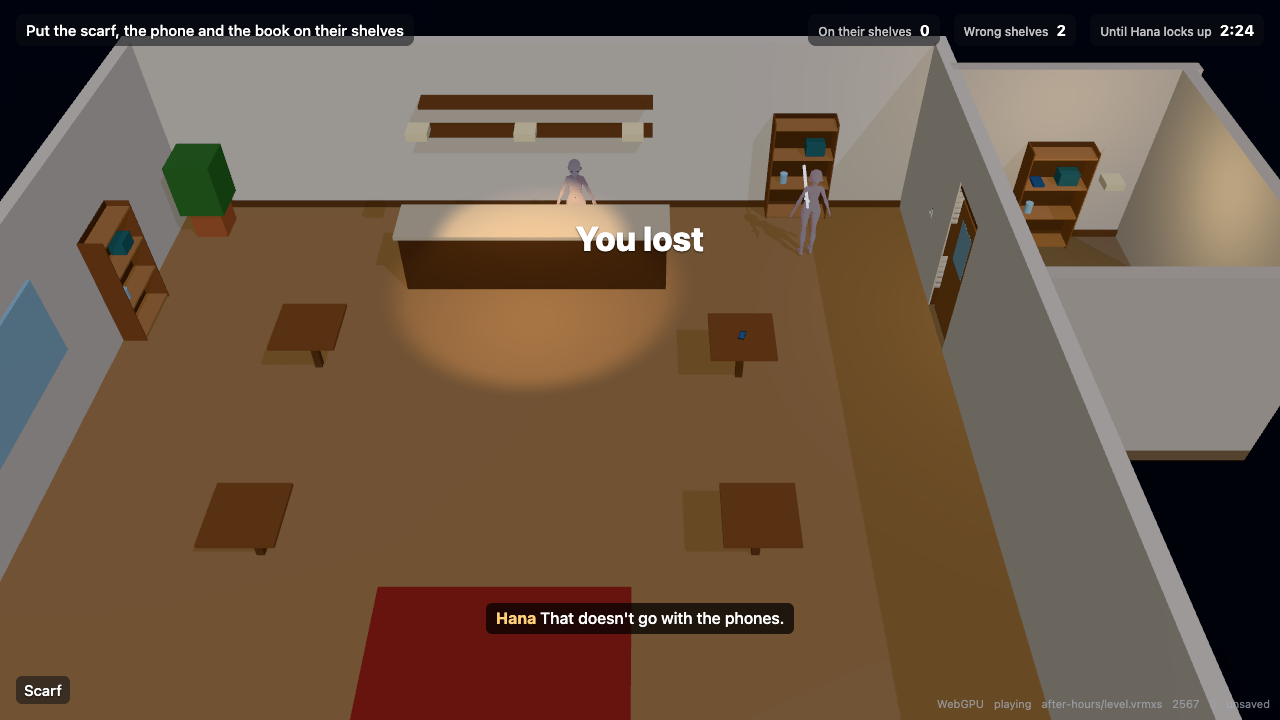 Put the scarf, the phone and the book on their shelves
On their shelves 0
Wrong shelves 2
Until Hana locks up 2:24
You lost
Hana That doesn't go with the phones.
Scarf
WebGPU playing after-hours/level.vrmxs 2567 unsaved